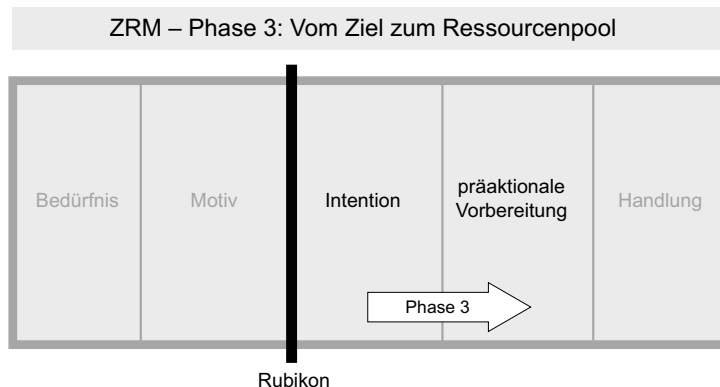 ZRM – Phase 3: Vom Ziel zum Ressourcenpool
Bedürfnis
Motiv
Intention
präaktionale
Vorbereitung
Handlung
Phase 3
Rubikon